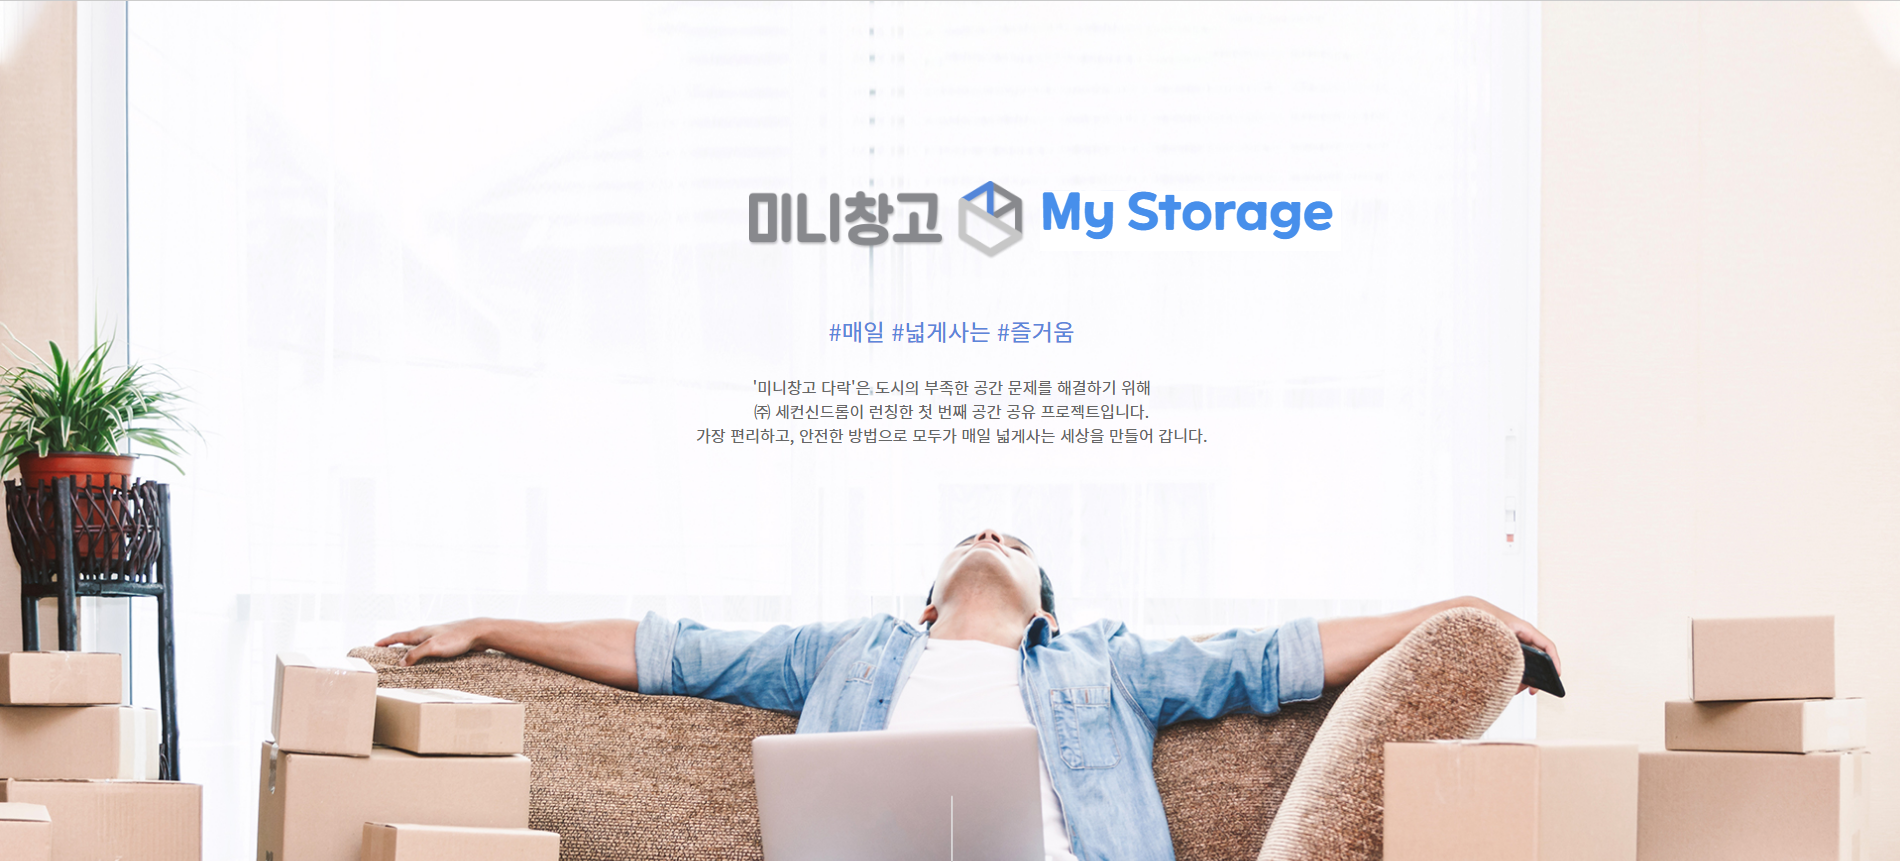 미니창고 My Storage
#매일 #넓게사는 #즐거움
'미니창고 다락'은 도시의 부족한 공간 문제를 해결하기 위해
㈜ 세컨신드롬이 런칭한 첫 번째 공간 공유 프로젝트입니다.
가장 편리하고, 안전한 방법으로 모두가 매일 넓게사는 세상을 만들어 갑니다.